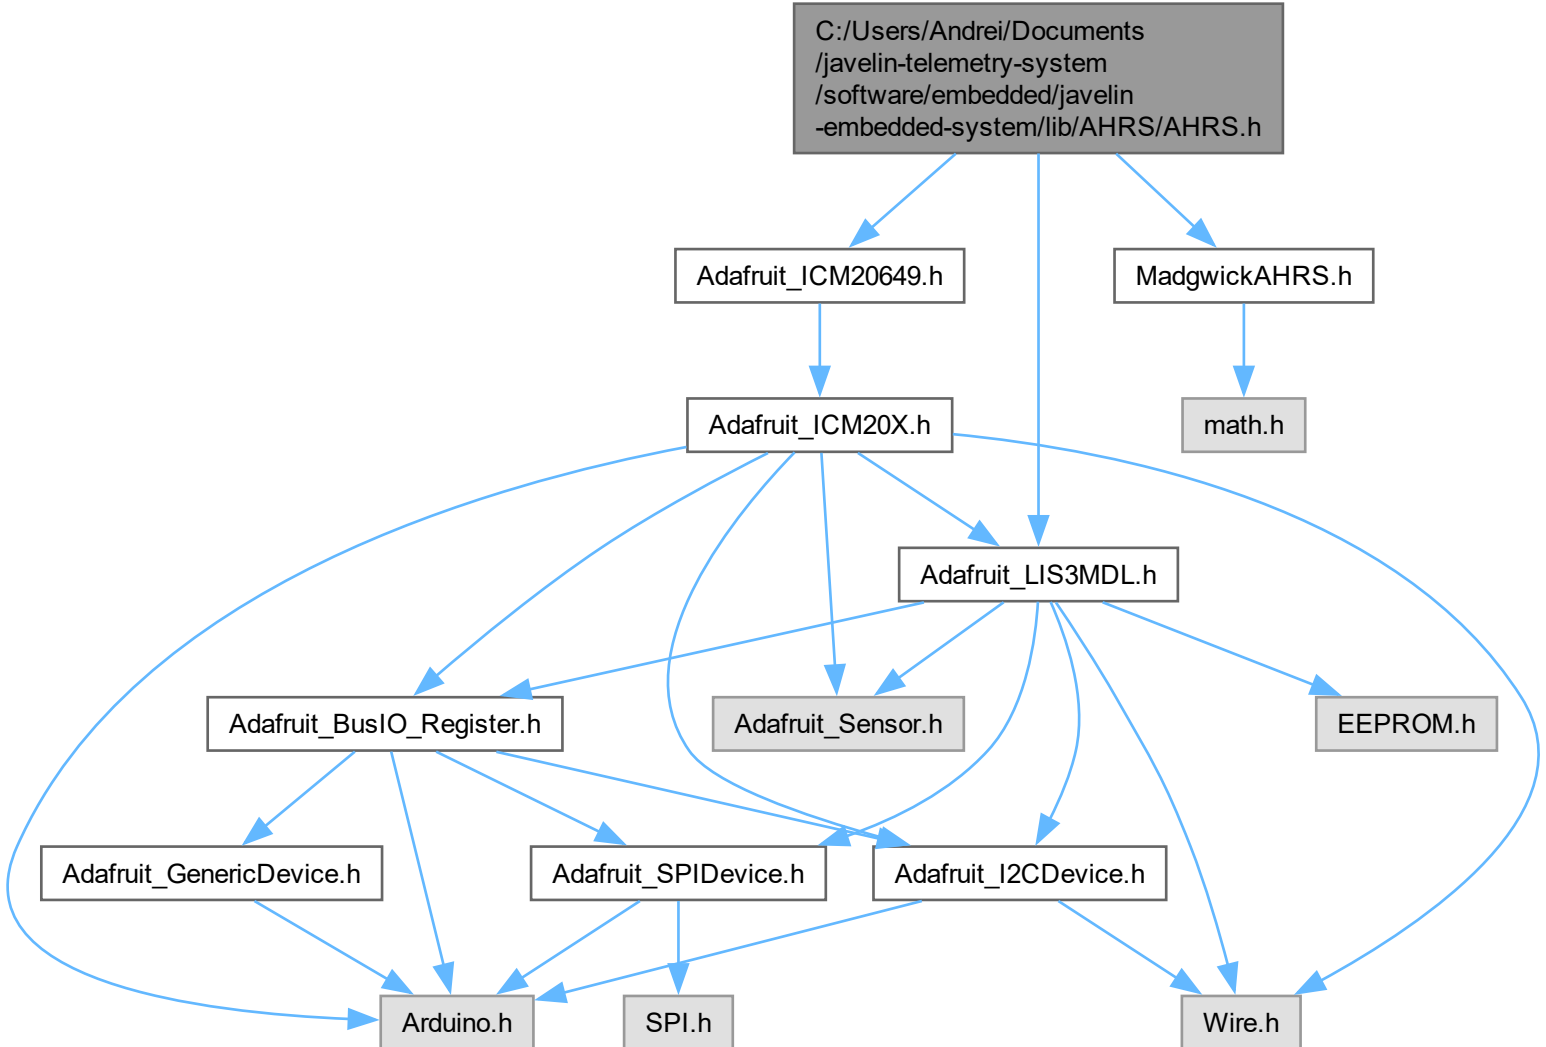 C:/Users/Andrei/Documents
/javelin-telemetry-system
/software/embedded/javelin
-embedded-system/lib/AHRS/AHRS.h
Adafruit_ICM20649.h
MadgwickAHRS.h
Adafruit_ICM20X.h
math.h
Adafruit_LIS3MDL.h
Adafruit_BusIO_Register.h
Adafruit_Sensor.h
EEPROM.h
Adafruit_GenericDevice.h
Adafruit_SPIDevice.h
Adafruit_I2CDevice.h
Arduino.h
SPI.h
Wire.h